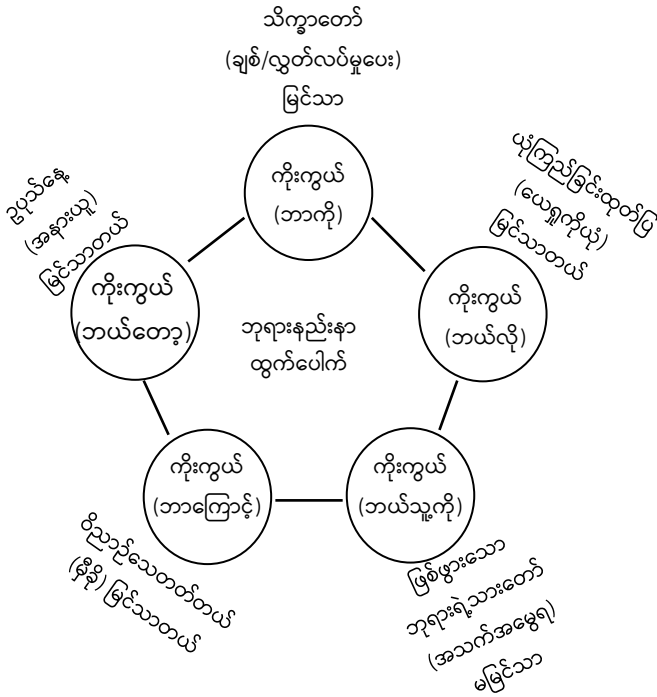 သိက္ခာတော်
(ချစ်/လွှတ်လပ်မှုပေး)
မြင်သာ
ကိုးကွယ်
(ဘာကို)
ယုံကြည်ခြင်းထုတ်ပြ
(ယေရှုကိုယုံ)
မြင်သာတယ်
ကိုးကွယ်
(ဘယ်လို)
ဥပုသ်နေ့
(အနားယူ)
မြင်သာတယ်
ကိုးကွယ်
(ဘယ်တော့)
ဘုရားနည်းနာ
ထွက်ပေါက်
ကိုးကွယ်
(ဘာကြောင့်)
ဝိညာဉ်သေတတ်တယ်
(မှီခို) မြင်သာတယ်
ကိုးကွယ်
(ဘယ်သူ့ကို)
ဖြစ်ဖွားသော
ဘုရားရဲ့သားတော်
(အသက်အမွေရ)
မမြင်သာ